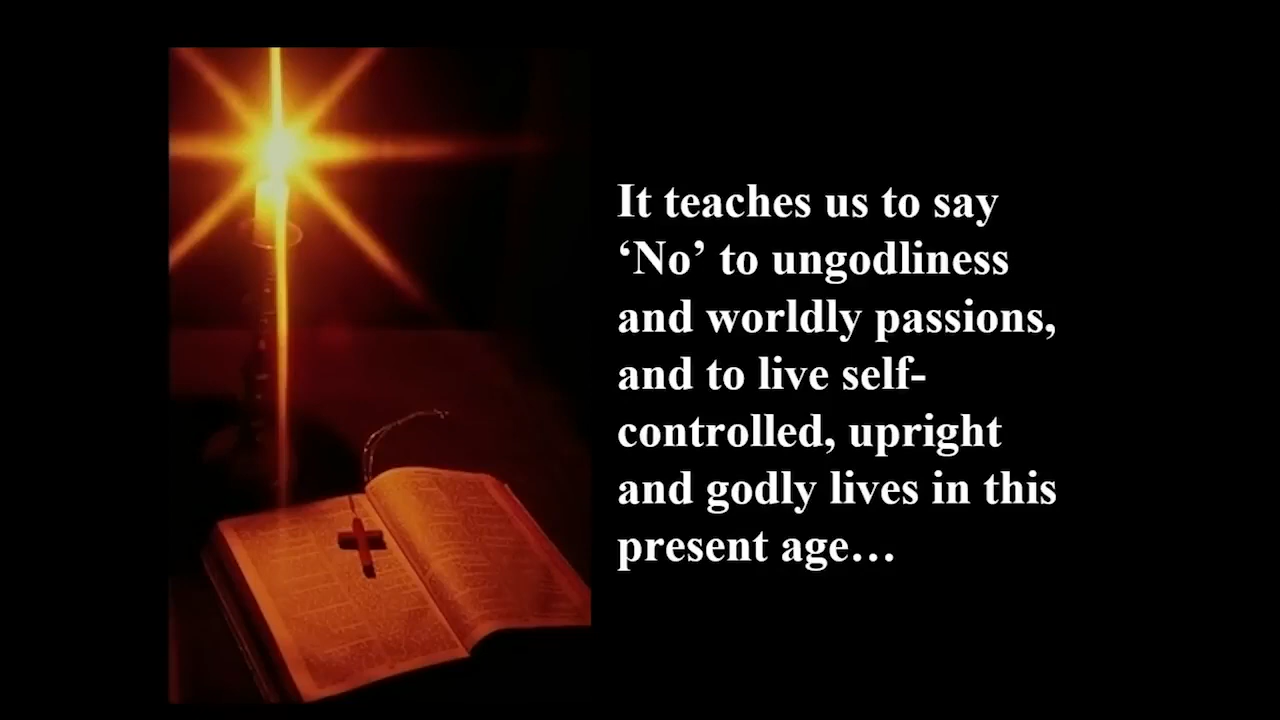 It teaches us to say
‘No’ to ungodliness
and worldly passions,
and to live self-
controlled, upright
and godly lives in this
present age…